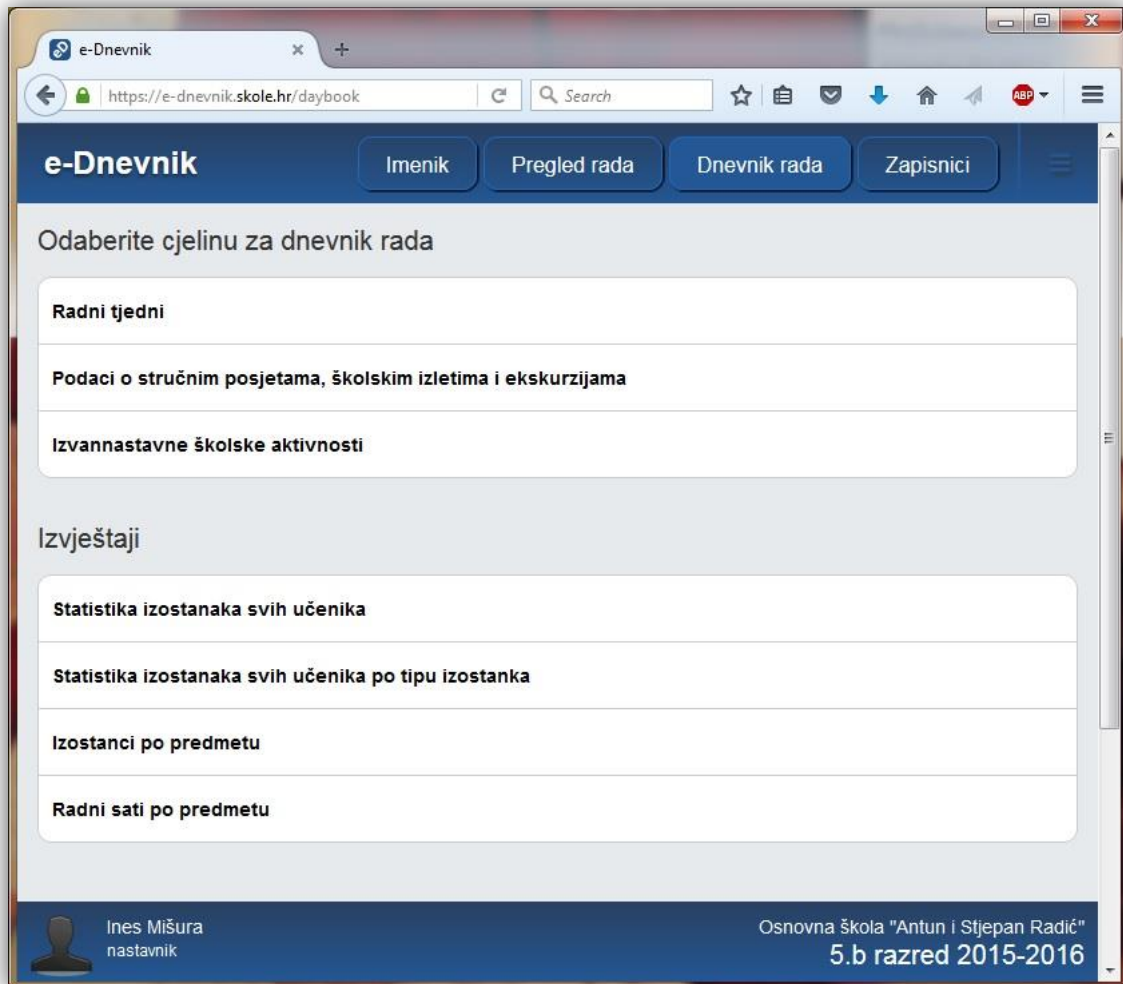 e-Dnevnik
https://e-dnevnik.skole.hr/daybook
Search
ABP
e-Dnevnik
Imenik
Pregled rada
Dnevnik rada
Zapisnici
Odaberite cjelinu za dnevnik rada
Radni tjedni
Podaci o stručnim posjetama, školskim izletima i ekskurzijama
Izvannastavne školske aktivnosti
Izvještaji
Statistika izostanaka svih učenika
Statistika izostanaka svih učenika po tipu izostanka
Izostanci po predmetu
Radni sati po predmetu
Ines Mišura
nastavnik
Osnovna škola "Antun i Stjepan Radić"
5.b razred 2015-2016